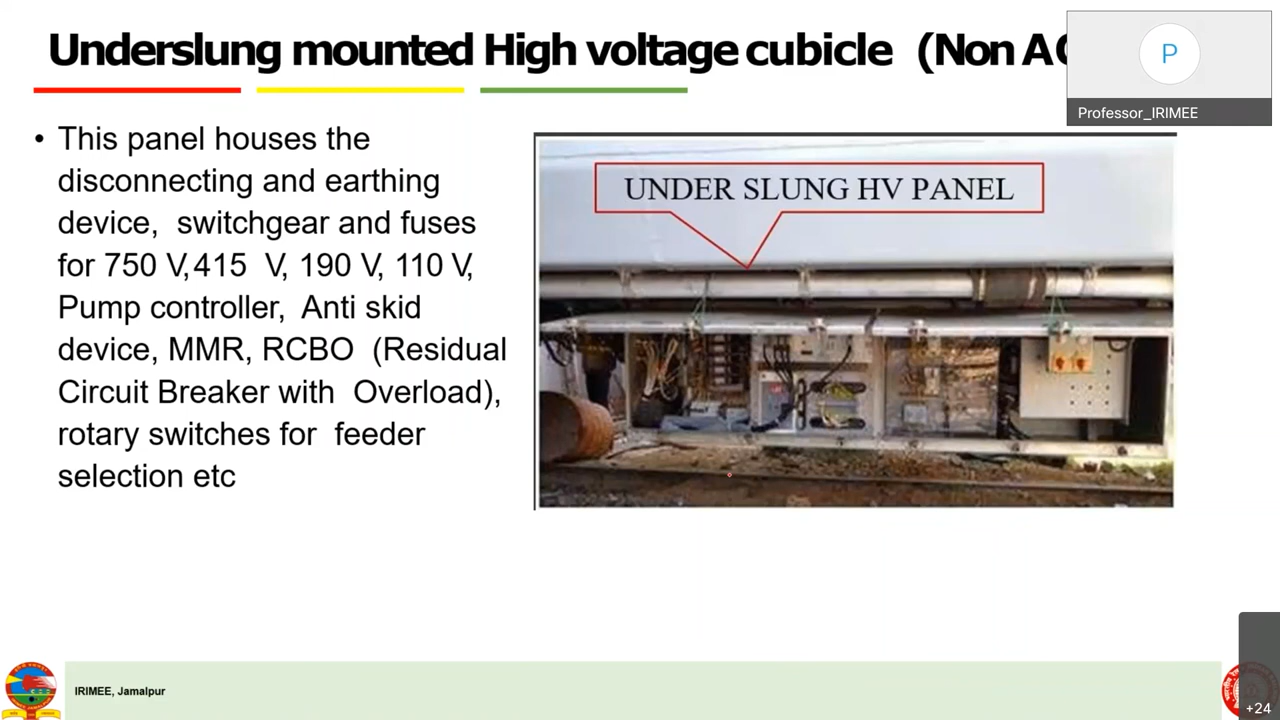 Underslung mounted High voltage cubicle (Non AC
P
Professor_IRIMEE
• This panel houses the
disconnecting and earthing
device, switchgear and fuses
for 750 V,415 V, 190 V, 110 V,
Pump controller, Anti skid
device, MMR, RCBO (Residual
Circuit Breaker with Overload),
rotary switches for feeder
selection etc
UNDER SLUNG HV PANEL
IRIMEE, Jamalpur
+24